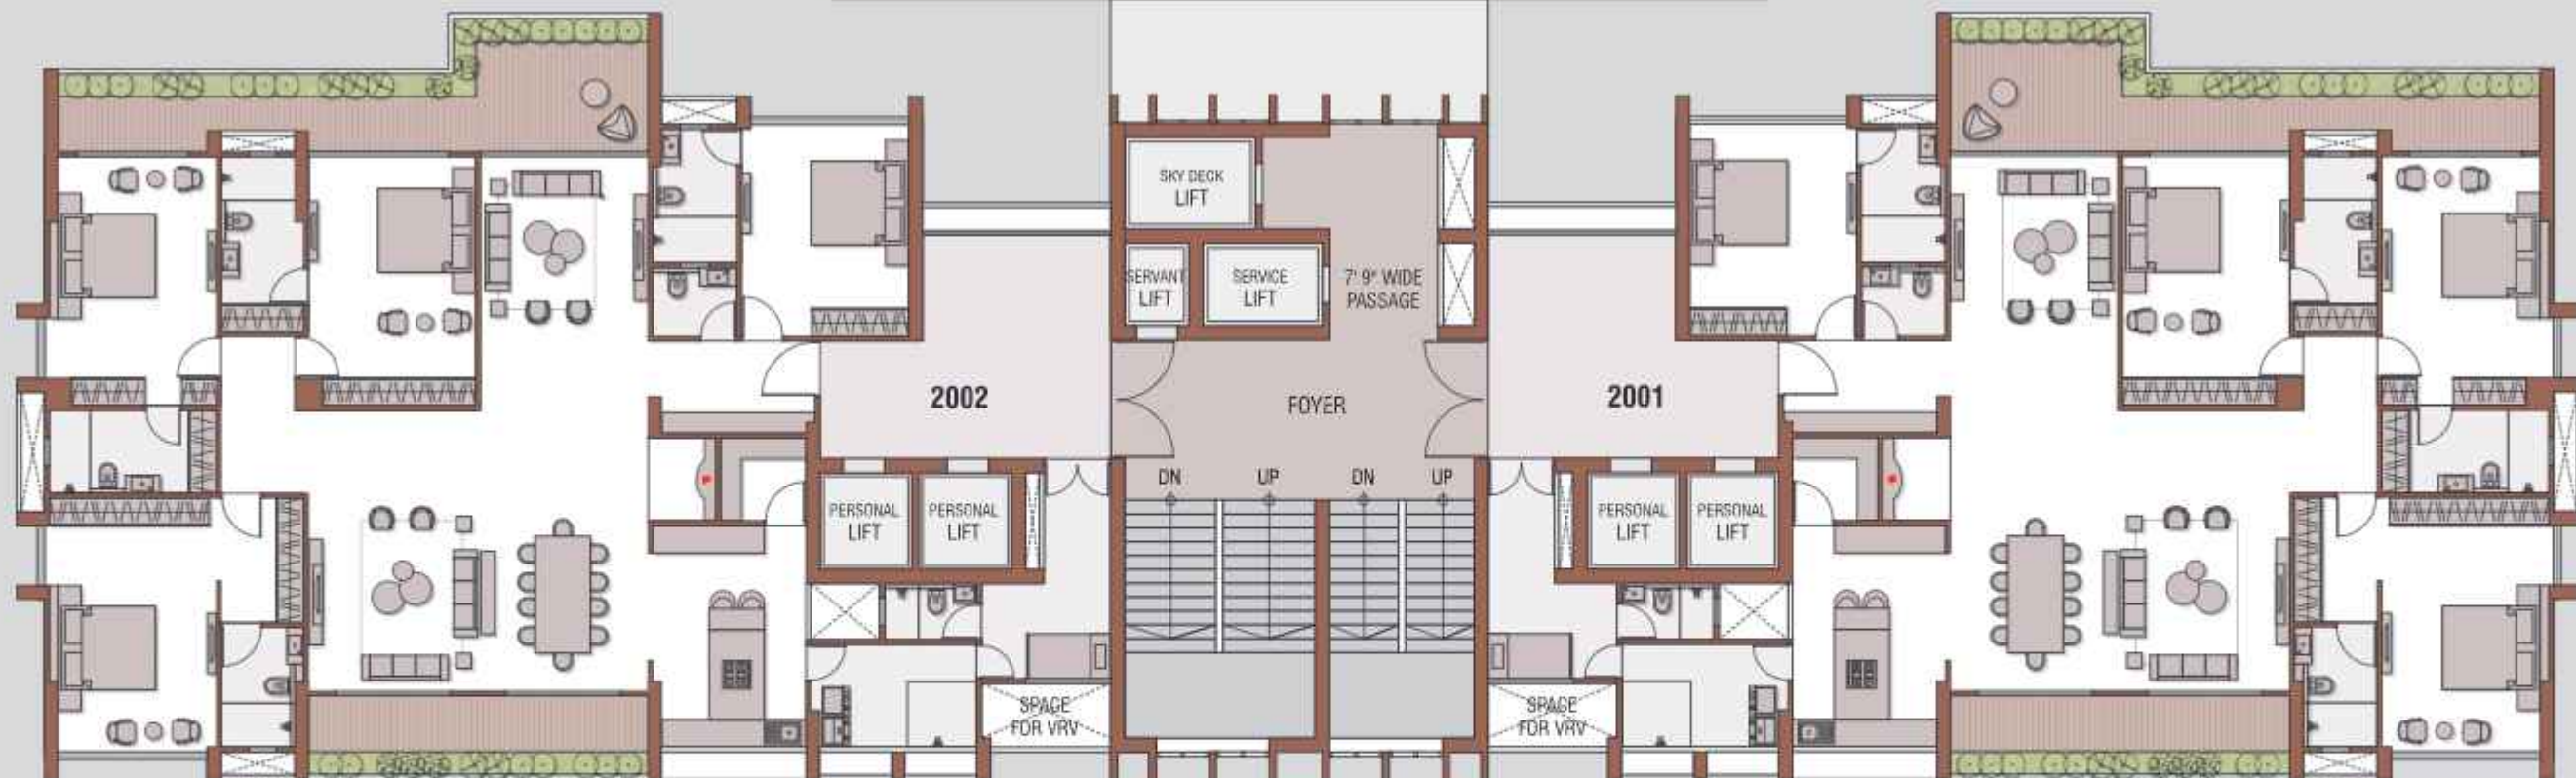 SKY DECK
LIFT
SERVANT
LIFT
SERVICE
LIFT
7' 9" WIDE
PASSAGE
2002
FOYER
2001
DN
UP
DN
UP
PERSONAL
LIFT
PERSONAL
LIFT
PERSONAL
LIFT
PERSONAL
LIFT
SPACE
FOR VRV
SPACE
FOR VRV